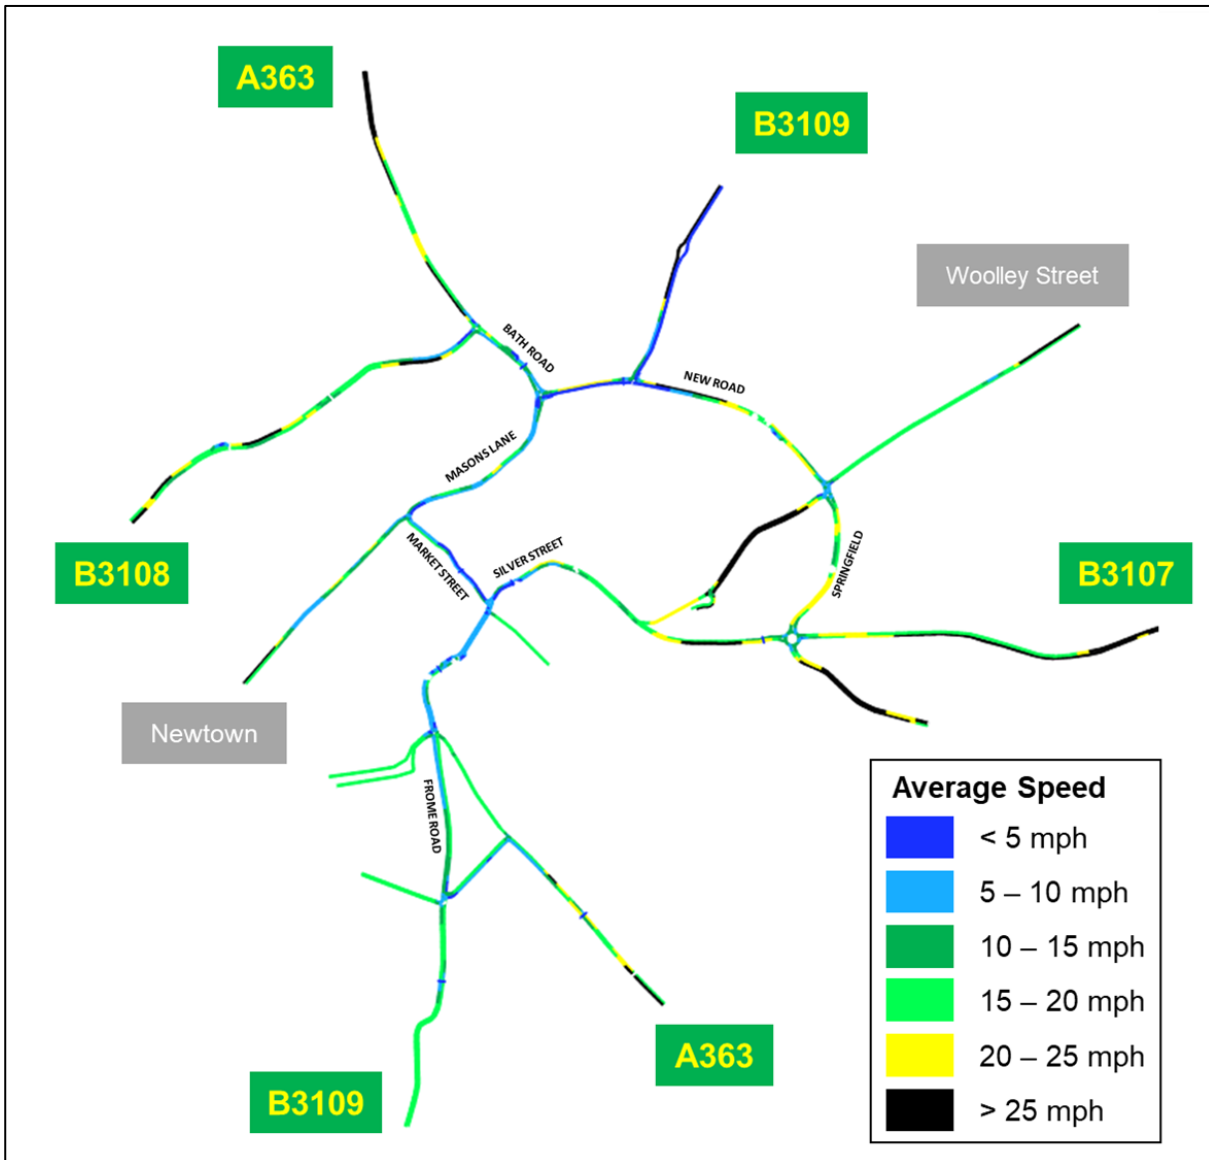 A363
B3109
Woolley Street
BATH ROAD
NEW ROAD
MASONS LANE
MARKET STREET
SILVER STREET
SPRINGFIELD
B3108
B3107
Newtown
FROME ROAD
A363
B3109
Average Speed
< 5 mph
5 – 10 mph
10 – 15 mph
15 – 20 mph
20 – 25 mph
> 25 mph